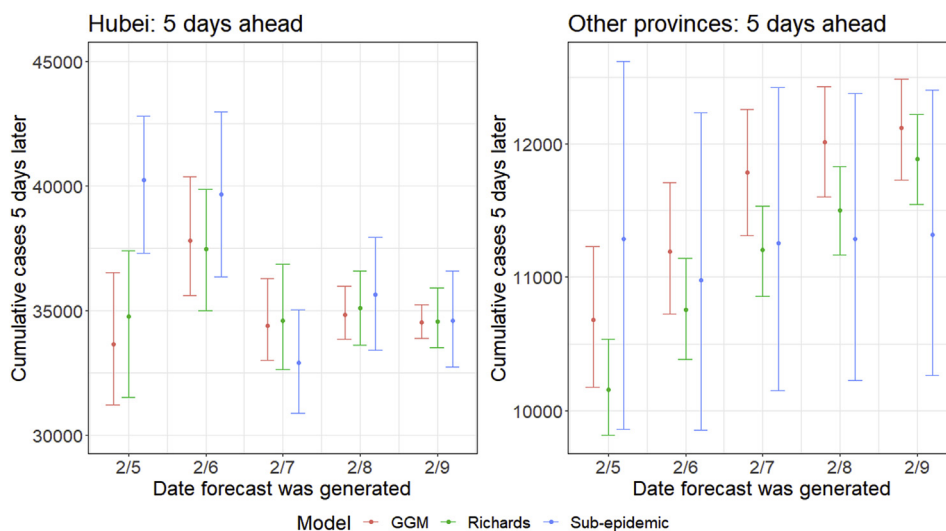 Hubei: 5 days ahead
Cumulative cases 5 days later
45000
40000
35000
30000
2/5 2/6 2/7 2/8 2/9
Date forecast was generated
Other provinces: 5 days ahead
Cumulative cases 5 days later
12000
11000
10000
2/5 2/6 2/7 2/8 2/9
Date forecast was generated
Model GGM Richards Sub-epidemic